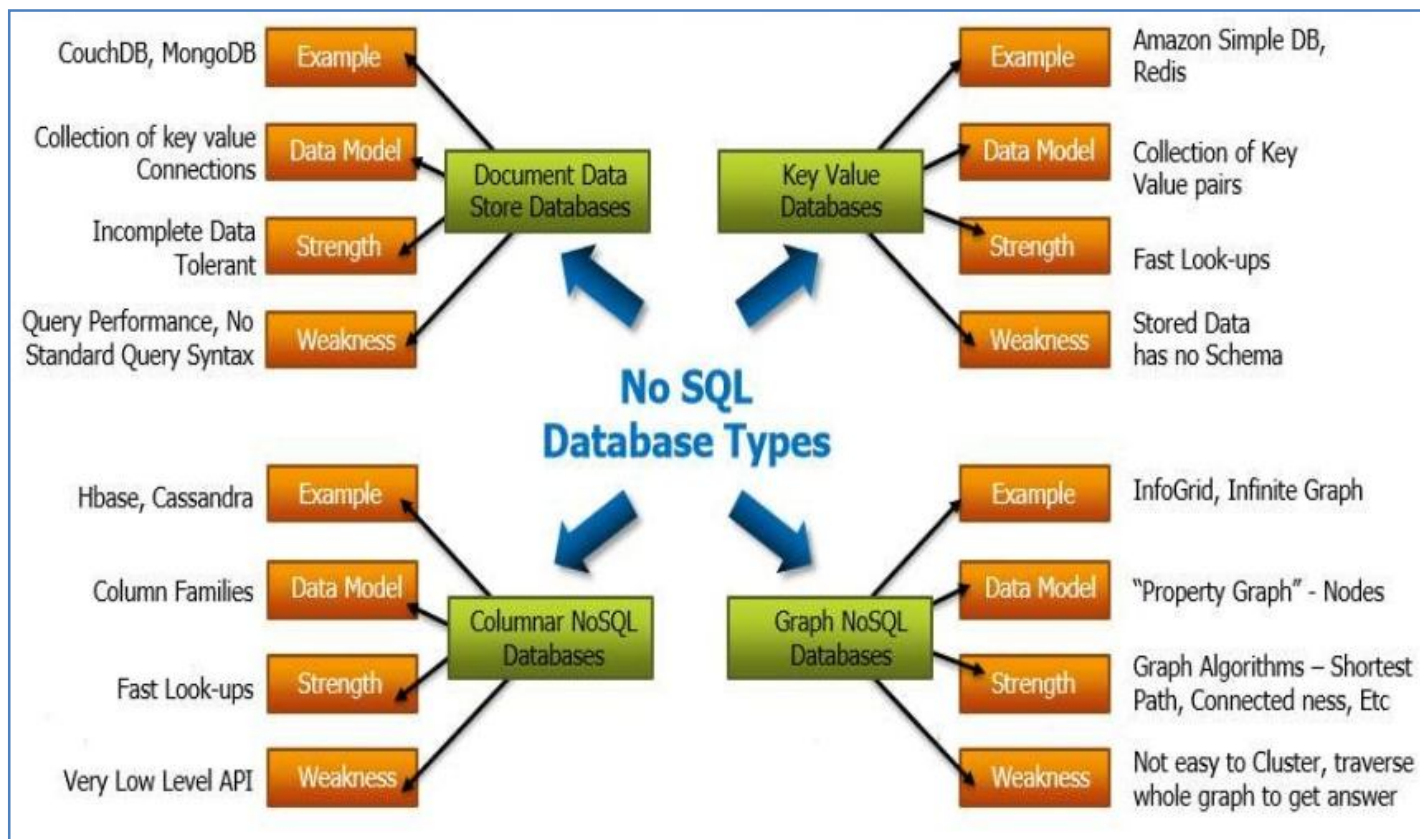 CouchDB, MongoDB
Example
Collection of key value
Connections
Data Model
Incomplete Data
Tolerant
Strength
Query Performance, No
Standard Query Syntax
Weakness
Document Data
Store Databases
Key Value
Databases
Example
Amazon Simple DB,
Redis
Data Model
Collection of Key
Value pairs
Strength
Fast Look-ups
Weakness
Stored Data
has no Schema
No SQL
Database Types
Hbase, Cassandra
Example
Column Families
Data Model
Fast Look-ups
Strength
Very Low Level API
Weakness
Columnar NoSQL
Databases
Graph NoSQL
Databases
Example
InfoGrid, Infinite Graph
Data Model
“Property Graph” - Nodes
Strength
Graph Algorithms – Shortest
Path, Connected ness, Etc
Weakness
Not easy to Cluster, traverse
whole graph to get answer